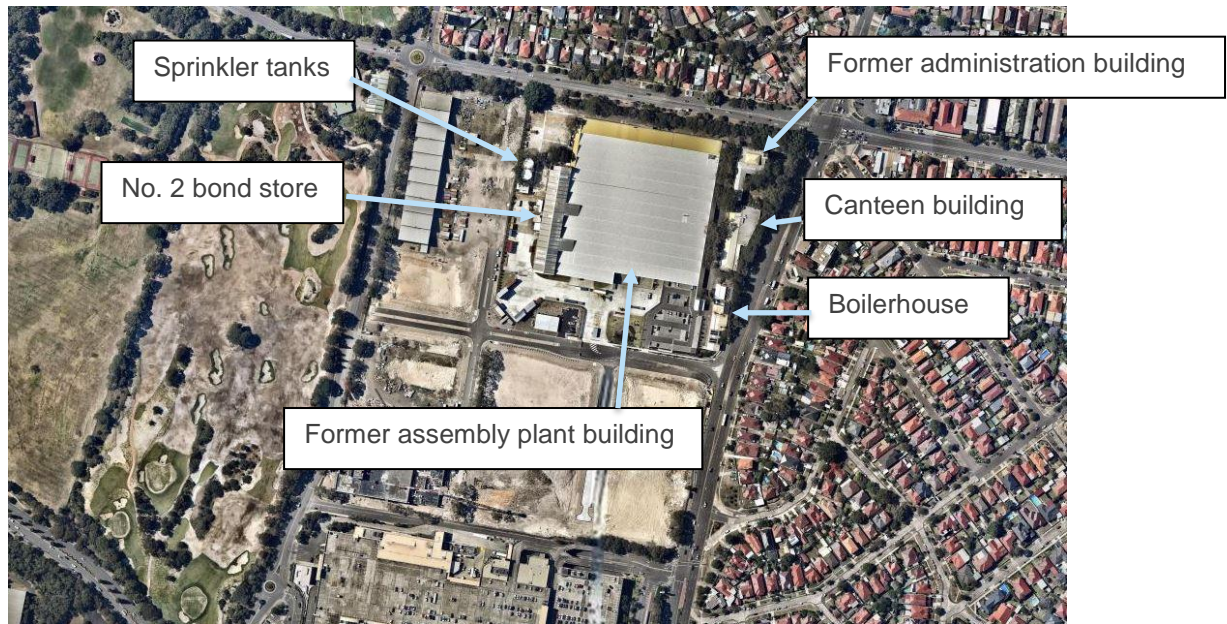 Sprinkler tanks
Former administration building
No. 2 bond store
Canteen building
Boilerhouse
Former assembly plant building